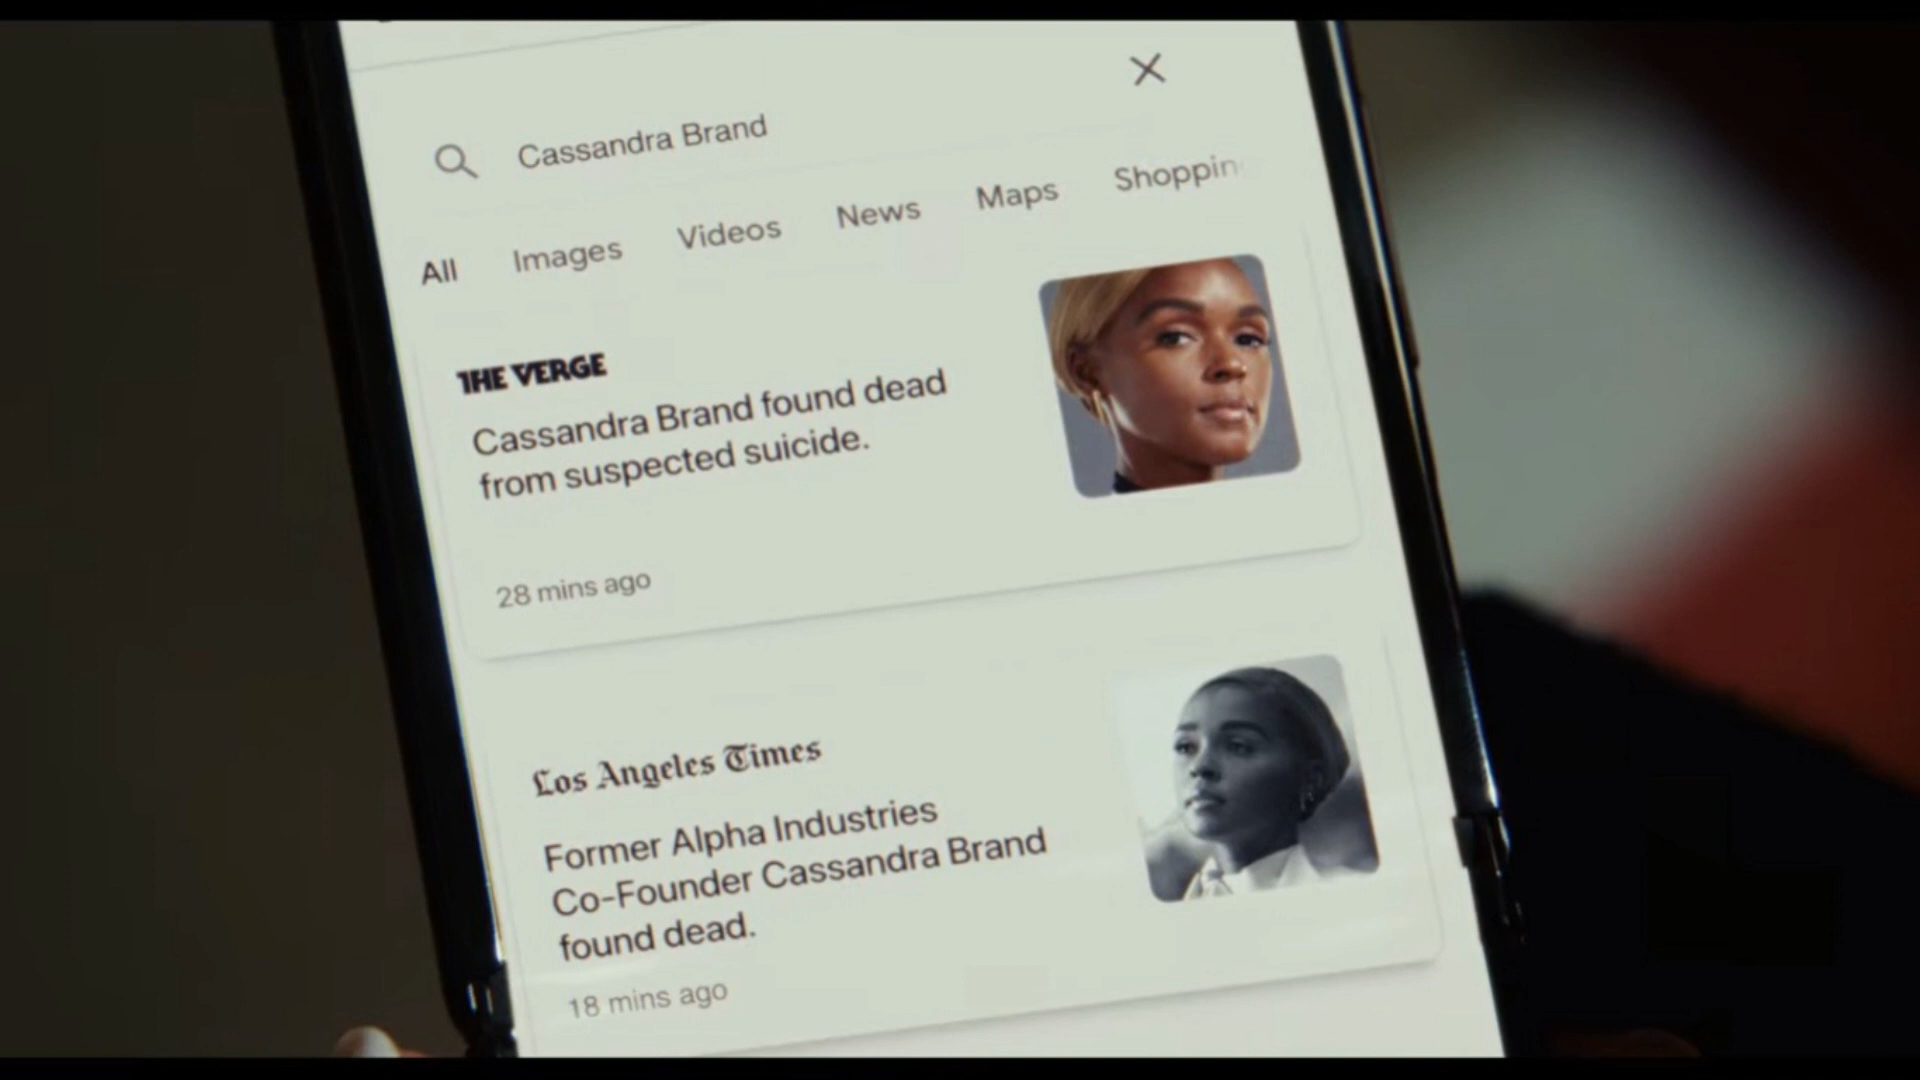 Cassandra Brand
All Images Videos News Maps Shoppin
THE VERGE
Cassandra Brand found dead
from suspected suicide.
28 mins ago
Los Angeles Times
Former Alpha Industries
Co-Founder Cassandra Brand
found dead.
18 mins ago